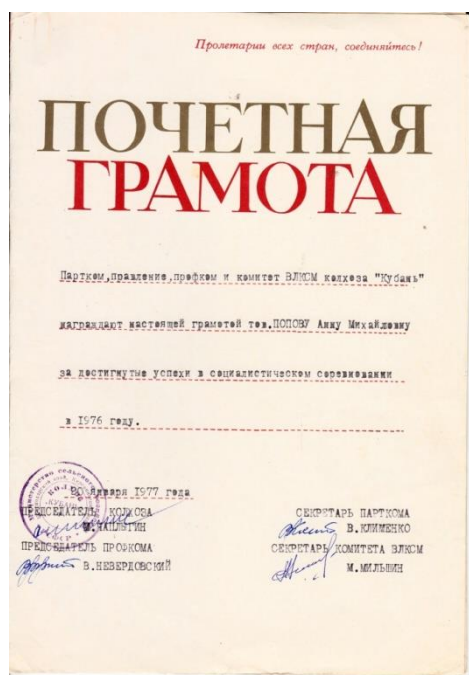 Пролетарии всех стран, соединяйтесь!
ПОЧЕТНАЯ
ГРАМОТА
Партком,правление,профком и комитет ВЛКСМ колхоза "Кубань"
награждают настоящей грамотой тов.ПОПОВУ Анну Михайловну
за достигнутые успехи в социалистическом соревновании
в 1976 году.
20 января 1977 года
ПРЕДСЕДАТЕЛЬ КОЛХОЗА
М.ЧАПЛЫГИН
ПРЕДСЕДАТЕЛЬ ПРОФКОМА
В.НЕВЕРДОВСКИЙ
СЕКРЕТАРЬ ПАРТКОМА
В.КЛИМЕНКО
СЕКРЕТАРЬ КОМИТЕТА ВЛКСМ
М.МИЛЬШИН